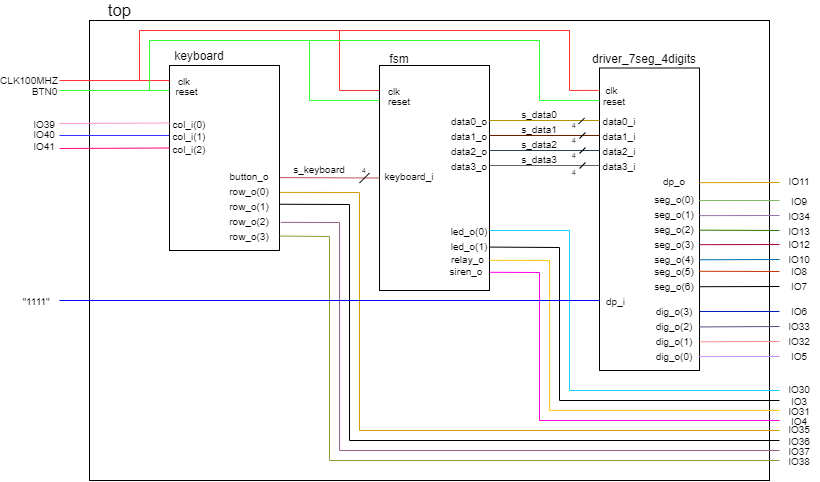 top
keyboard
fsm
driver_7seg_4digits
CLK100MHZ
BTN0
IO39
IO40
IO41
"1111"
clk
reset
col_i(0)
col_i(1)
col_i(2)
button_o
row_o(0)
row_o(1)
row_o(2)
row_o(3)
s_keyboard
4
clk
reset
keyboard_i
data0_o
data1_o
data2_o
data3_o
led_o(0)
led_o(1)
relay_o
siren_o
s_data0
4
s_data1
4
s_data2
4
s_data3
4
clk
reset
data0_i
data1_i
data2_i
data3_i
dp_i
dp_o
seg_o(0)
seg_o(1)
seg_o(2)
seg_o(3)
seg_o(4)
seg_o(5)
seg_o(6)
dig_o(3)
dig_o(2)
dig_o(1)
dig_o(0)
IO11
IO9
IO34
IO13
IO12
IO10
IO8
IO7
IO6
IO33
IO32
IO5
IO30
IO3
IO31
IO4
IO35
IO36
IO37
IO38